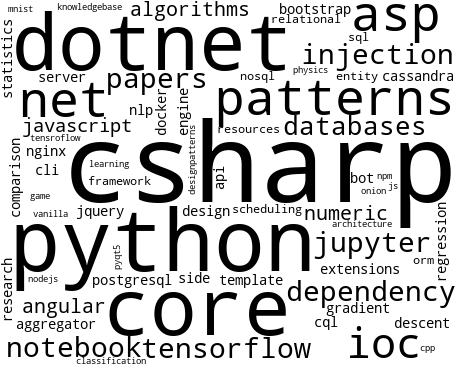 mnist
knowledgebase
algorithms
bootstrap
relational
asp
statistics
dotnet
sql
injection
server
papers
nosql
physics
entity
cassandra
net
docker
engine
patterns
javascript
nlp
resources
databases
tensroflow
nginx
comparison
cli
csharp
learning
framework
designpatterns
api
bot
npm
onion
js
game
vanilla
jquery
design
scheduling
numeric
architecture
regression
python
pyqt5
jupyter
orm
research
nodejs
postgresql
side
template
extensions
dependency
angular
core
gradient
aggregator
cql
descent
notebook
tensorflow
ioc
cpp
classification